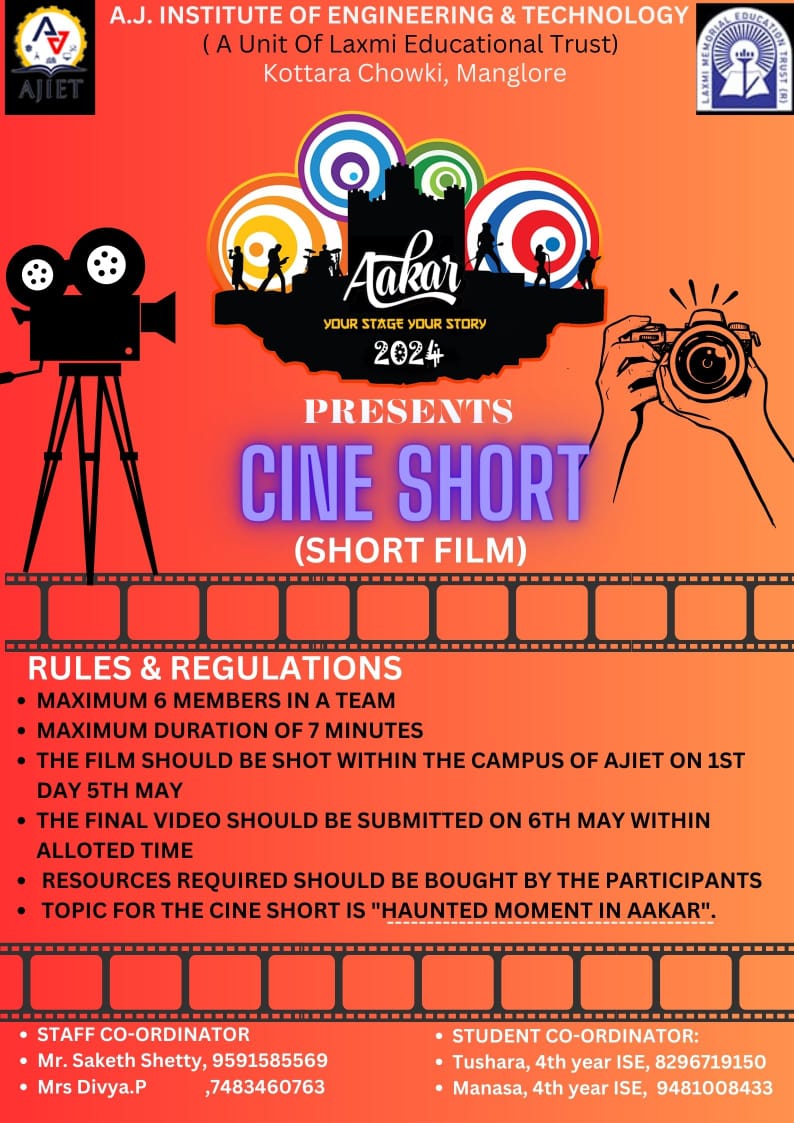 A.J. INSTITUTE OF ENGINEERING & TECHNOLOGY
( A Unit Of Laxmi Educational Trust)
Kottara Chowki, Manglore
AJIET
LAXMI MEMORIAL EDUCATION TRUST (R)
Aakar
YOUR STAGE YOUR STORY
2024
PRESENTS
CINE SHORT
(SHORT FILM)
RULES & REGULATIONS
• MAXIMUM 6 MEMBERS IN A TEAM
• MAXIMUM DURATION OF 7 MINUTES
• THE FILM SHOULD BE SHOT WITHIN THE CAMPUS OF AJIET ON 1ST
DAY 5TH MAY
• THE FINAL VIDEO SHOULD BE SUBMITTED ON 6TH MAY WITHIN
ALLOTED TIME
• RESOURCES REQUIRED SHOULD BE BOUGHT BY THE PARTICIPANTS
• TOPIC FOR THE CINE SHORT IS "HAUNTED MOMENT IN AAKAR".
• STAFF CO-ORDINATOR
• Mr. Saketh Shetty, 9591585569
• Mrs Divya.P ,7483460763
• STUDENT CO-ORDINATOR:
• Tushara, 4th year ISE, 8296719150
• Manasa, 4th year ISE, 9481008433